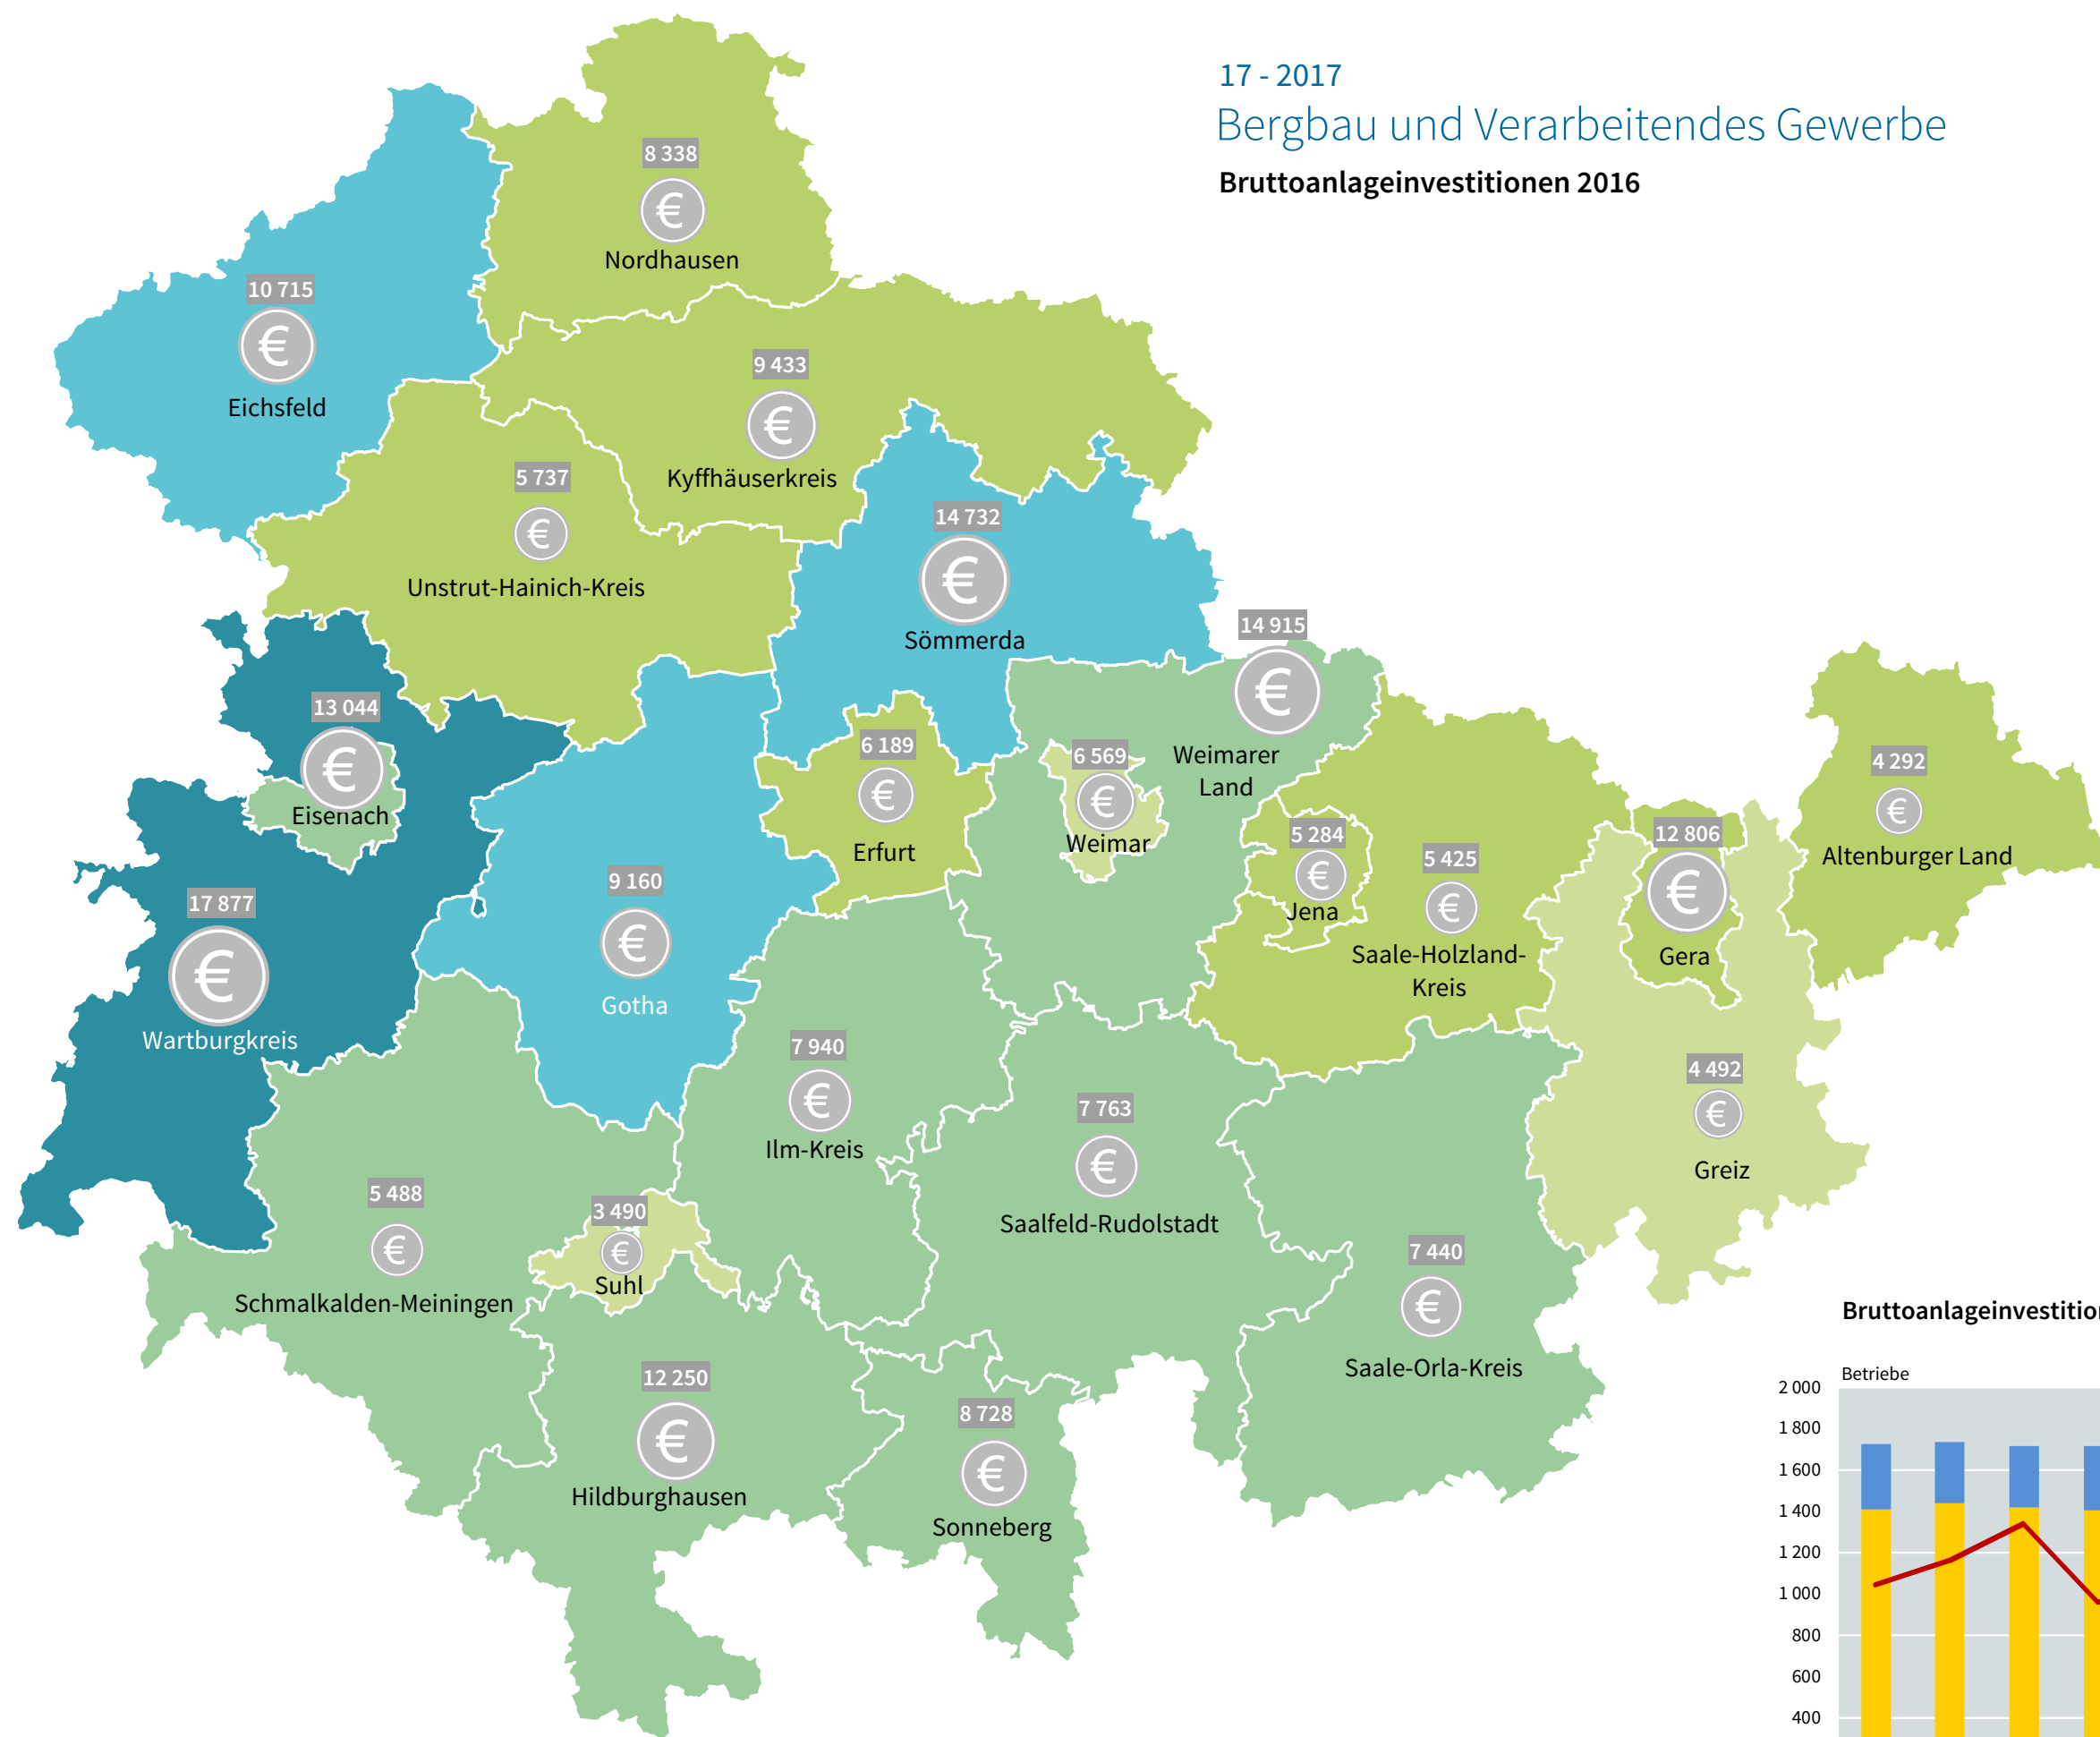 17 - 2017
Bergbau und Verarbeitendes Gewerbe
Bruttoanlageinvestitionen 2016
8 338
€
Nordhausen
10 715
€
Eichsfeld
9 433
€
Kyffhäuserkreis
5 737
€
Unstrut-Hainich-Kreis
14 732
€
Sömmerda
14 915
€
Weimarer
Land
13 044
€
Eisenach
6 189
€
Erfurt
6 569
€
Weimar
4 292
€
Altenburger Land
5 284
€
Jena
5 425
€
Saale-Holzland-
Kreis
12 806
€
Gera
17 877
€
Wartburgkreis
9 160
€
Gotha
7 940
€
Ilm-Kreis
7 763
€
Saalfeld-Rudolstadt
4 492
€
Greiz
5 488
€
Schmalkalden-Meiningen
3 490
€
Suhl
7 440
€
Saale-Orla-Kreis
12 250
€
Hildburghausen
8 728
€
Sonneberg
Betriebe
2 000
1 800
1 600
1 400
1 200
1 000
800
600
400